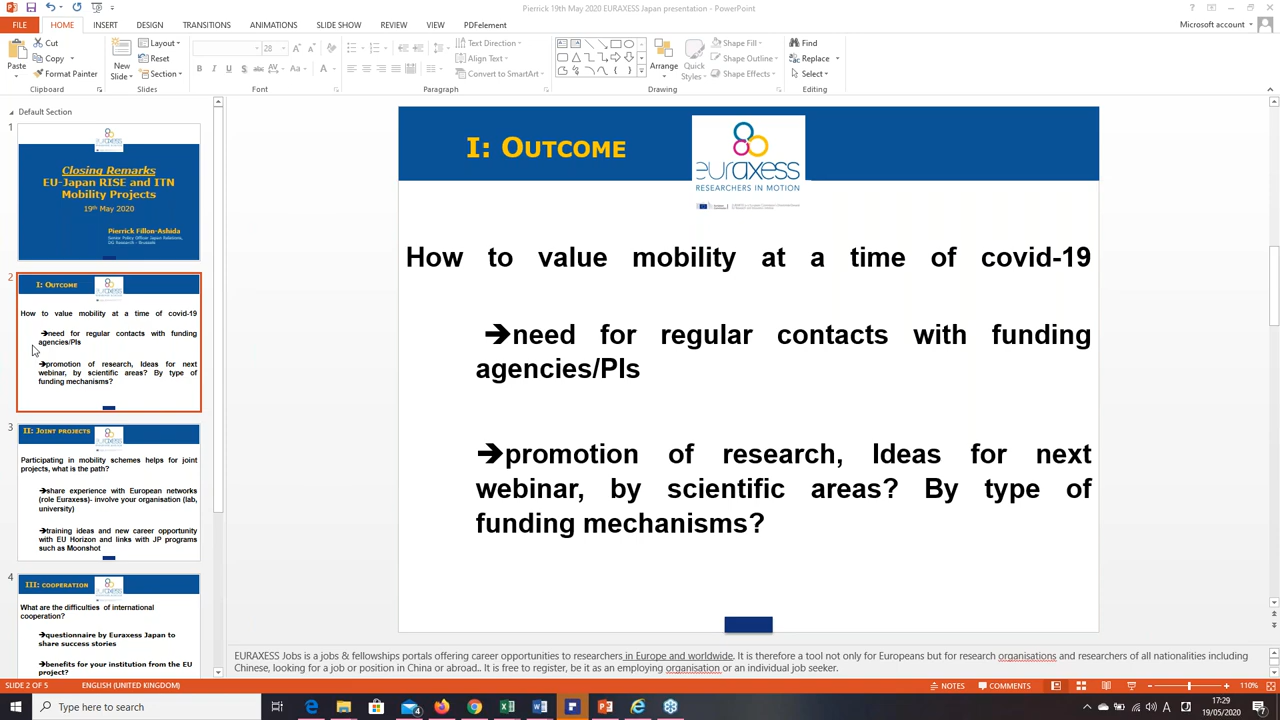 Pierrick 19th May 2020 EURAXESS Japan presentation - PowerPoint
FILE HOME INSERT DESIGN TRANSITIONS ANIMATIONS SLIDE SHOW REVIEW VIEW PDFelement Microsoft account
Paste Cut Copy Format Painter Clipboard
New Slide Layout Reset Section Slides
28 Font
Paragraph Text Direction Align Text Convert to SmartArt
Arrange Quick Styles Shape Fill Shape Outline Shape Effects Drawing
Find Replace Select Editing
Default Section
1
Closing Remarks
EU-Japan RISE and ITN
Mobility Projects
19th May 2020
Pierrick Fillon-Ashida
2
I: OUTCOME
How to value mobility at a time of covid-19
➔need for regular contacts with funding
agencies/PIs
➔promotion of research, Ideas for next
webinar, by scientific areas? By type of
funding mechanisms?
3
II: JOINT PROJECTS
Participating in mobility schemes helps for joint
projects, what is the path?
➔share experience with European networks
(role Euraxess)- involve your organisation (lab,
university)
➔training ideas and new career opportunity
with EU Horizon and links with JP programs
such as Moonshot
4
III: COOPERATION
What are the difficulties of international
cooperation?
➔questionnaire by Euraxess Japan to
share success stories
➔benefits for your institution from the EU
project?
I: OUTCOME
euraxess
RESEARCHERS IN MOTION
How to value mobility at a time of covid-19
➔need for regular contacts with funding
agencies/PIs
➔promotion of research, Ideas for next
webinar, by scientific areas? By type of
funding mechanisms?
EURAXESS Jobs is a jobs & fellowships portals offering career opportunities to researchers in Europe and worldwide. It is therefore a tool not only for Europeans but for research organisations and researchers of all nationalities including
Chinese, looking for a job or position in China or abroad.. It is free to register, be it as an employing organisation or an individual job seeker.
SLIDE 2 OF 5 ENGLISH (UNITED KINGDOM) NOTES COMMENTS 110%
Type here to search
17:29
19/05/2020